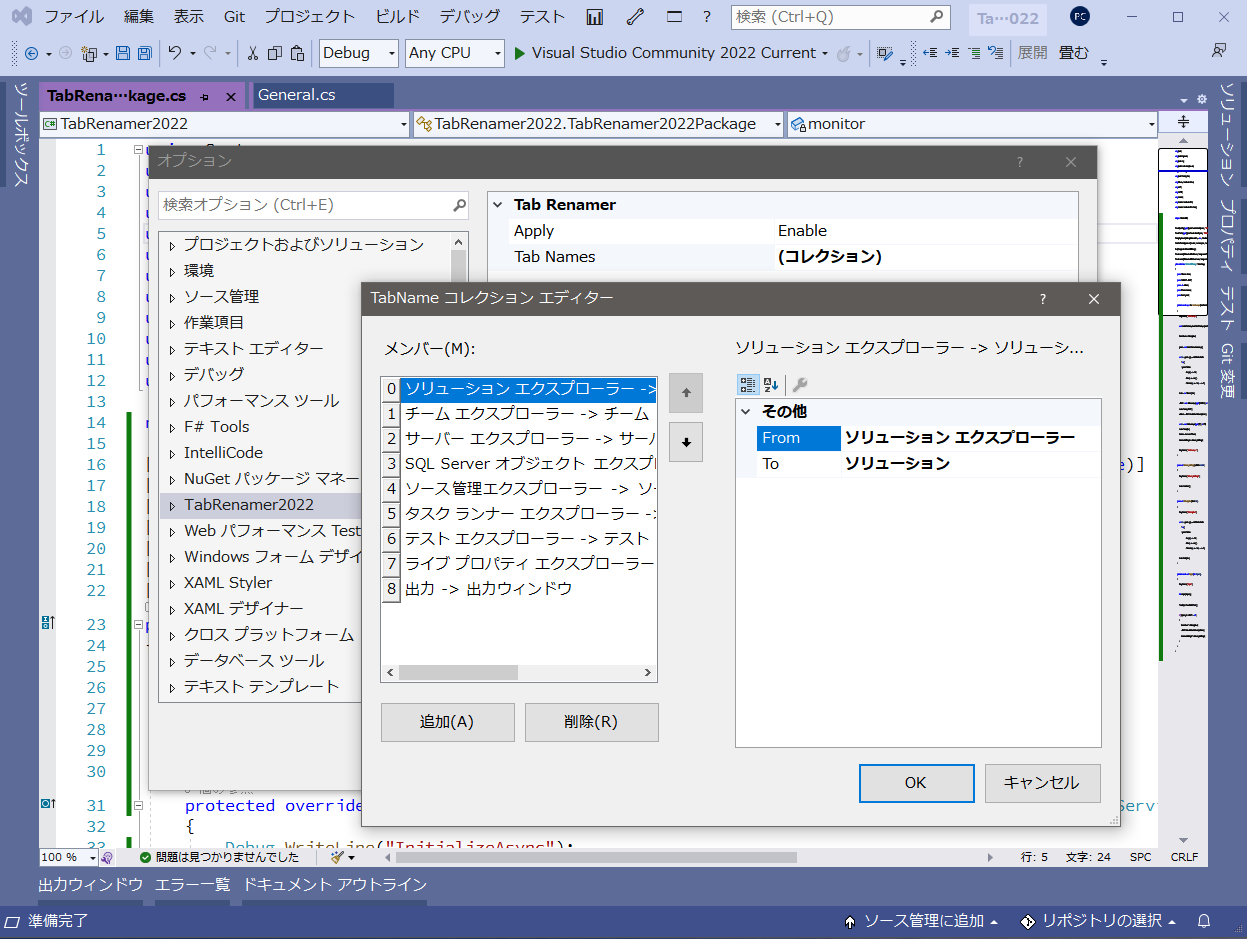 ファイル 編集 表示 Git プロジェクト ビルド デバッグ テスト ? 検索 (Ctrl+Q) Ta…022 PC
Debug Any CPU Visual Studio Community 2022 Current 展開 畳む
TabRena…kage.cs General.cs
TabRenamer2022 TabRenamer2022.TabRenamer2022Package monitor
ツールボックス
ソリューション
プロパティ
テスト
Git 変更
1
2
3
4
5
6
7
8
9
10
11
12
13
14
15
16
17
18
19
20
21
22
23
24
25
26
27
28
29
30
31
32
33
オプション ?
検索オプション (Ctrl+E)
プロジェクトおよびソリューション
環境
ソース管理
作業項目
テキスト エディター
デバッグ
パフォーマンス ツール
F# Tools
IntelliCode
NuGet パッケージ マネー
TabRenamer2022
Web パフォーマンス Test
Windows フォーム デザイ
XAML Styler
XAML デザイナー
クロス プラットフォーム
データベース ツール
テキスト テンプレート
Tab Renamer
Apply Enable
Tab Names (コレクション)
TabName コレクション エディター ?
メンバー(M):
0 ソリューション エクスプローラー ->
1 チーム エクスプローラー -> チーム
2 サーバー エクスプローラー -> サーバ
3 SQL Server オブジェクト エクスプ
4 ソース管理エクスプローラー -> ソー
5 タスク ランナー エクスプローラー ->
6 テスト エクスプローラー -> テスト
7 ライブ プロパティ エクスプローラー
8 出力 -> 出力ウィンドウ
追加(A) 削除(R)
ソリューション エクスプローラー -> ソリューシ...
その他
From ソリューション エクスプローラー
To ソリューション
OK キャンセル
e)]
protected override Servi
{
Debug.WriteLine("InitializeAsync");
100 % 問題は見つかりませんでした 行: 5 文字: 24 SPC CRLF
出力ウィンドウ エラー一覧 ドキュメント アウトライン
準備完了 ソース管理に追加 リポジトリの選択